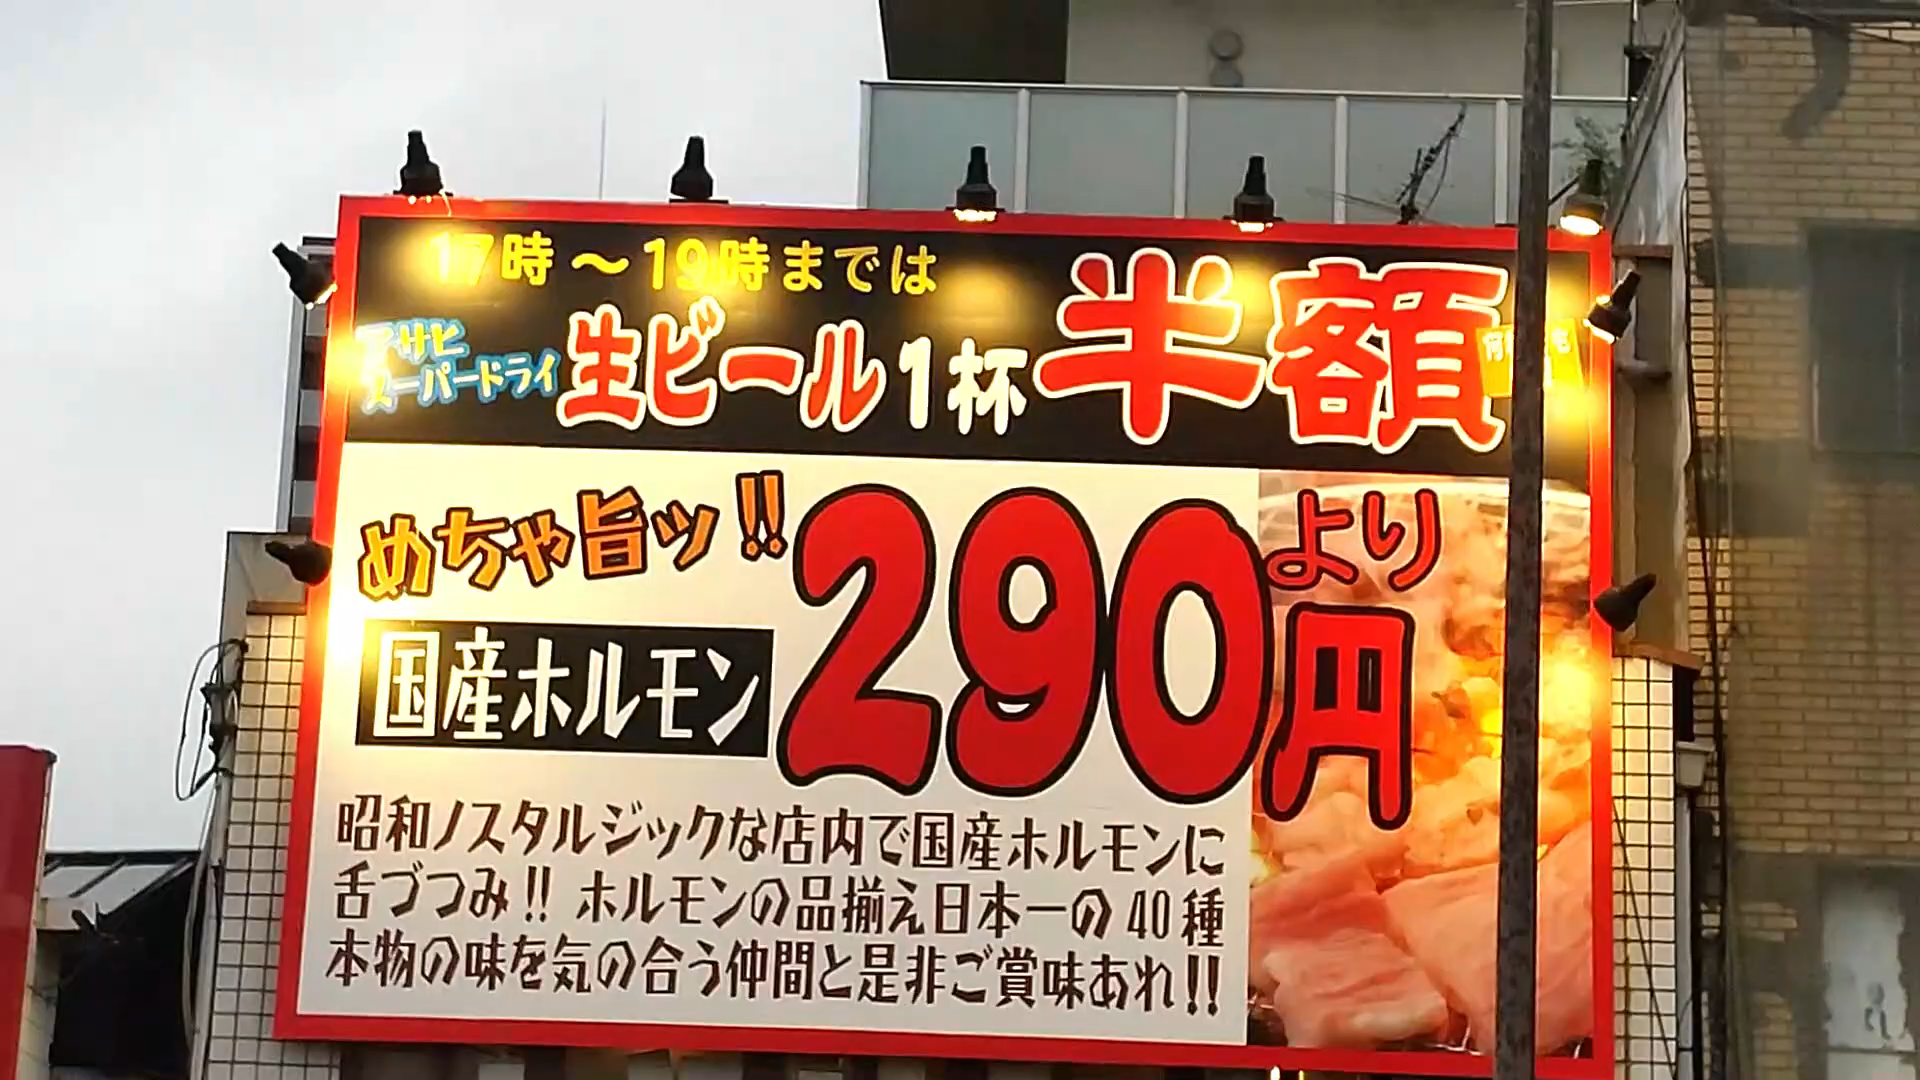 17時～19時までは
アサヒ
スーパードライ
生ビール1杯半額
めちゃ旨ッ!!
国産ホルモン
290円より
昭和ノスタルジックな店内で国産ホルモンに
舌づつみ!! ホルモンの品揃え日本一の40種
本物の味を気の合う仲間と是非ご賞味あれ!!